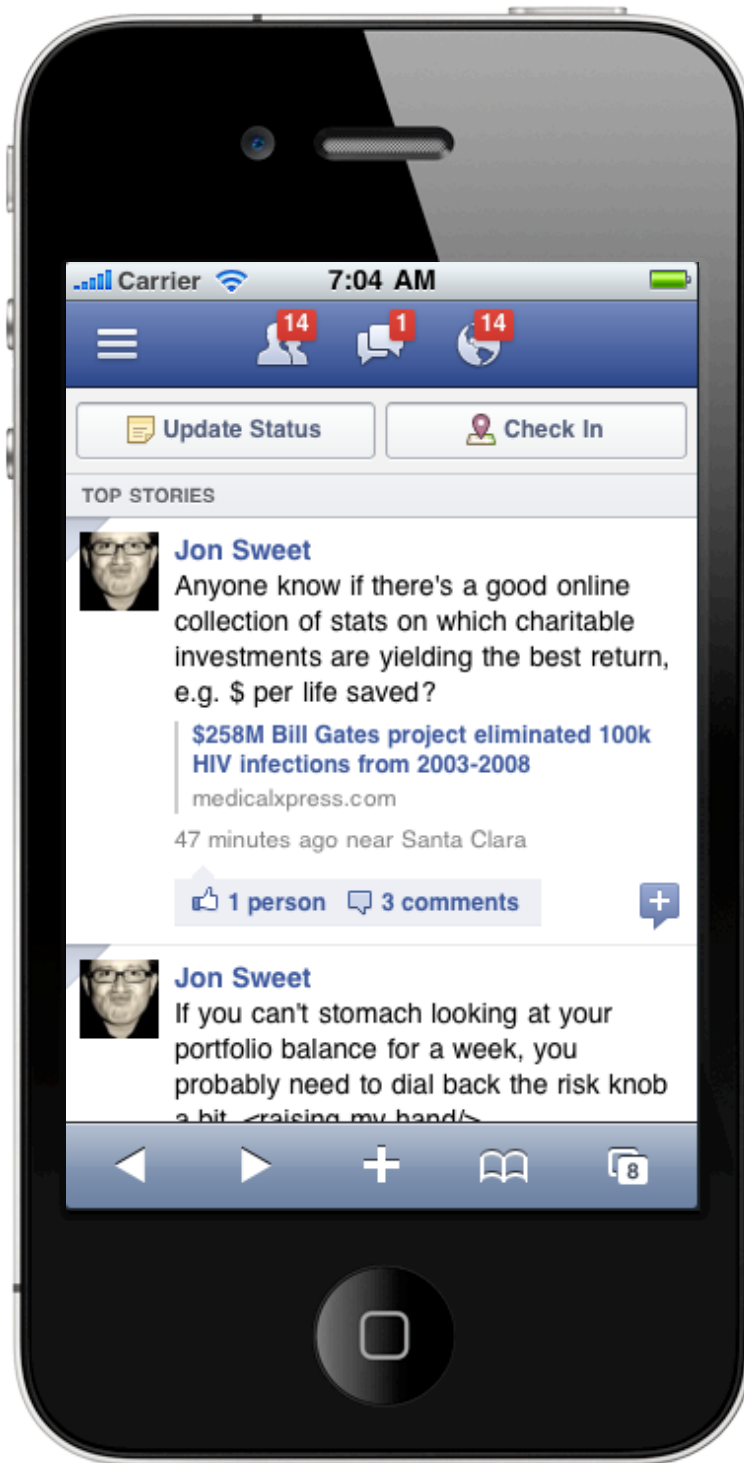 Carrier 7:04 AM
14 1 14
Update Status Check In
TOP STORIES
Jon Sweet
Anyone know if there's a good online
collection of stats on which charitable
investments are yielding the best return,
e.g. $ per life saved?
$258M Bill Gates project eliminated 100k
HIV infections from 2003-2008
medicalxpress.com
47 minutes ago near Santa Clara
1 person 3 comments
Jon Sweet
If you can't stomach looking at your
portfolio balance for a week, you
probably need to dial back the risk knob
a bit. <raising my hand/>
8